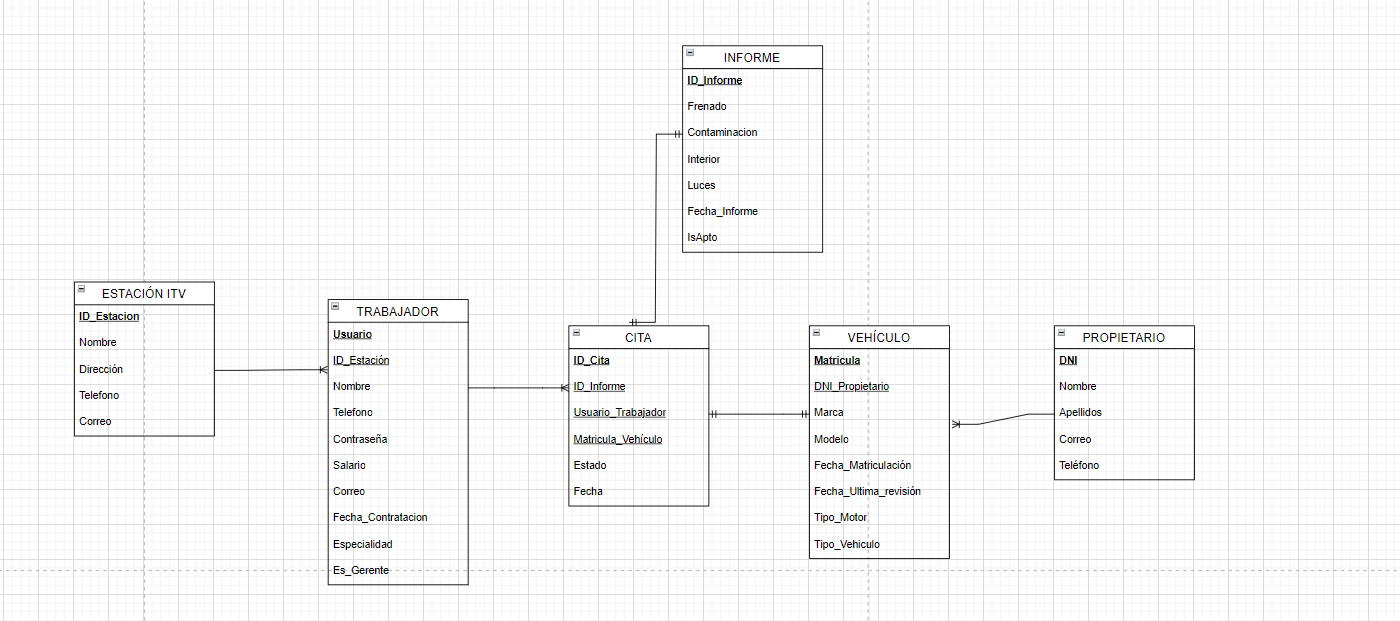 INFORME
ID_Informe
Frenado
Contaminacion
Interior
Luces
Fecha_Informe
IsApto
ESTACIÓN ITV
ID_Estacion
Nombre
Dirección
Telefono
Correo
TRABAJADOR
Usuario
ID_Estación
Nombre
Telefono
Contraseña
Salario
Correo
Fecha_Contratacion
Especialidad
Es_Gerente
CITA
ID_Cita
ID_Informe
Usuario_Trabajador
Matricula_Vehículo
Estado
Fecha
VEHÍCULO
Matricula
DNI_Propietario
Marca
Modelo
Fecha_Matriculación
Fecha_Ultima_revisión
Tipo_Motor
Tipo_Vehiculo
PROPIETARIO
DNI
Nombre
Apellidos
Correo
Teléfono